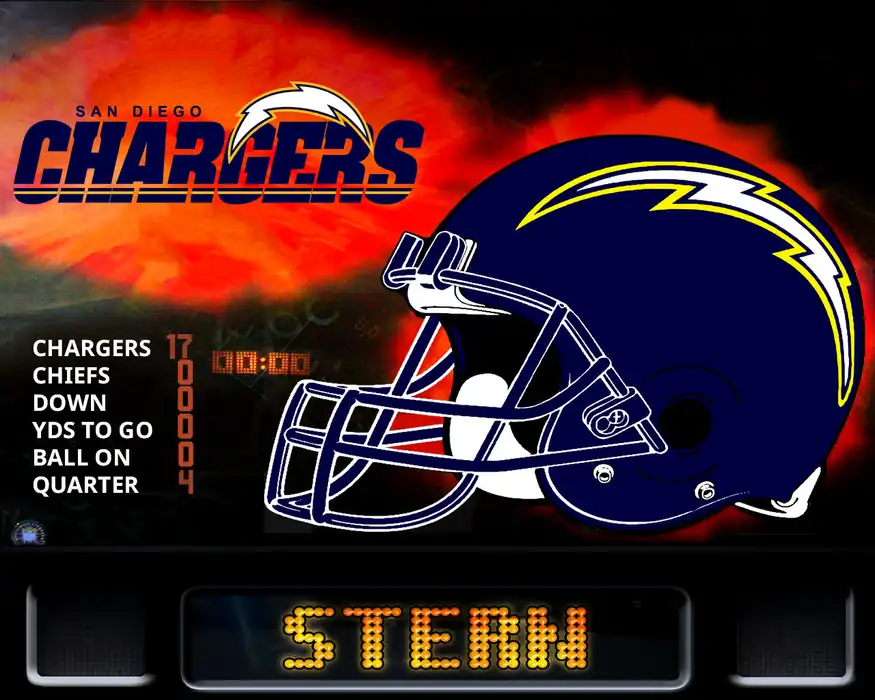 SAN DIEGO
CHARGERS
CHARGERS 17
00:00
CHIEFS 0
DOWN 0
YDS TO GO 0
BALL ON 0
QUARTER 4
STERN